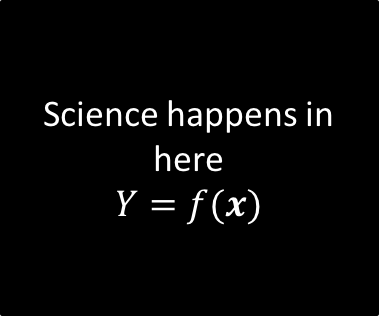 Science happens in
here
Y = f(x)